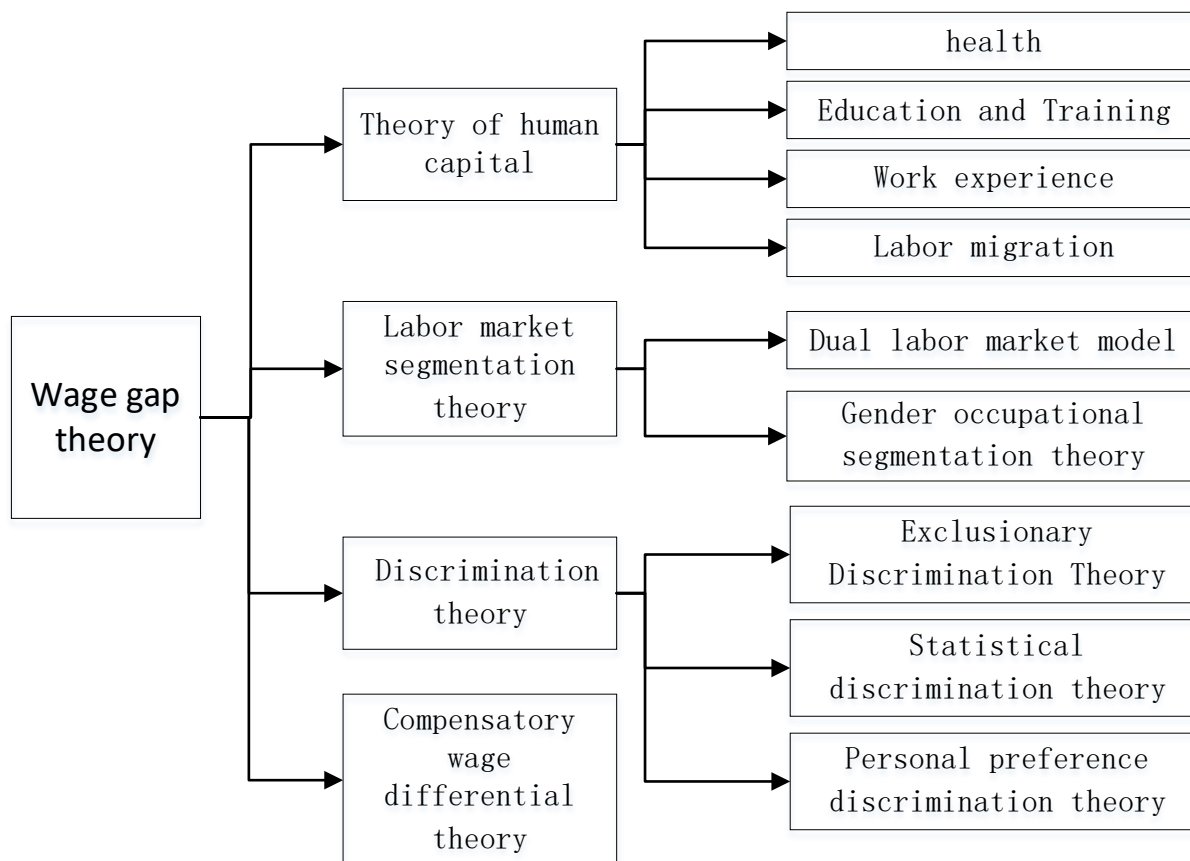 Wage gap
theory
Theory of human
capital
health
Education and Training
Work experience
Labor migration
Labor market
segmentation
theory
Dual labor market model
Gender occupational
segmentation theory
Discrimination
theory
Exclusionary
Discrimination Theory
Statistical
discrimination theory
Personal preference
discrimination theory
Compensatory
wage
differential
theory